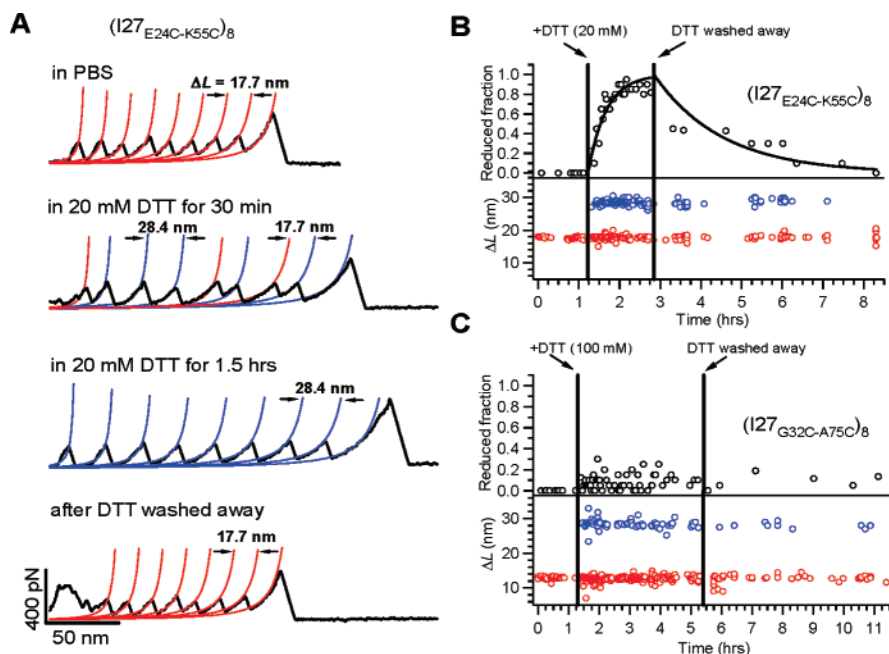 A
(I27E24C-K55C)8
in PBS
ΔL = 17.7 nm
in 20 mM DTT for 30 min
28.4 nm
17.7 nm
in 20 mM DTT for 1.5 hrs
28.4 nm
after DTT washed away
17.7 nm
400 pN
50 nm
B
+DTT (20 mM)
DTT washed away
(I27E24C-K55C)8
Reduced fraction
1.0
0.8
0.6
0.4
0.2
0.0
ΔL (nm)
30
20
10
0 1 2 3 4 5 6 7 8
Time (hrs)
C
+DTT (100 mM)
DTT washed away
(I27G32C-A75C)8
Reduced fraction
1.0
0.8
0.6
0.4
0.2
0.0
ΔL (nm)
30
20
10
0 1 2 3 4 5 6 7 8 9 10 11
Time (hrs)